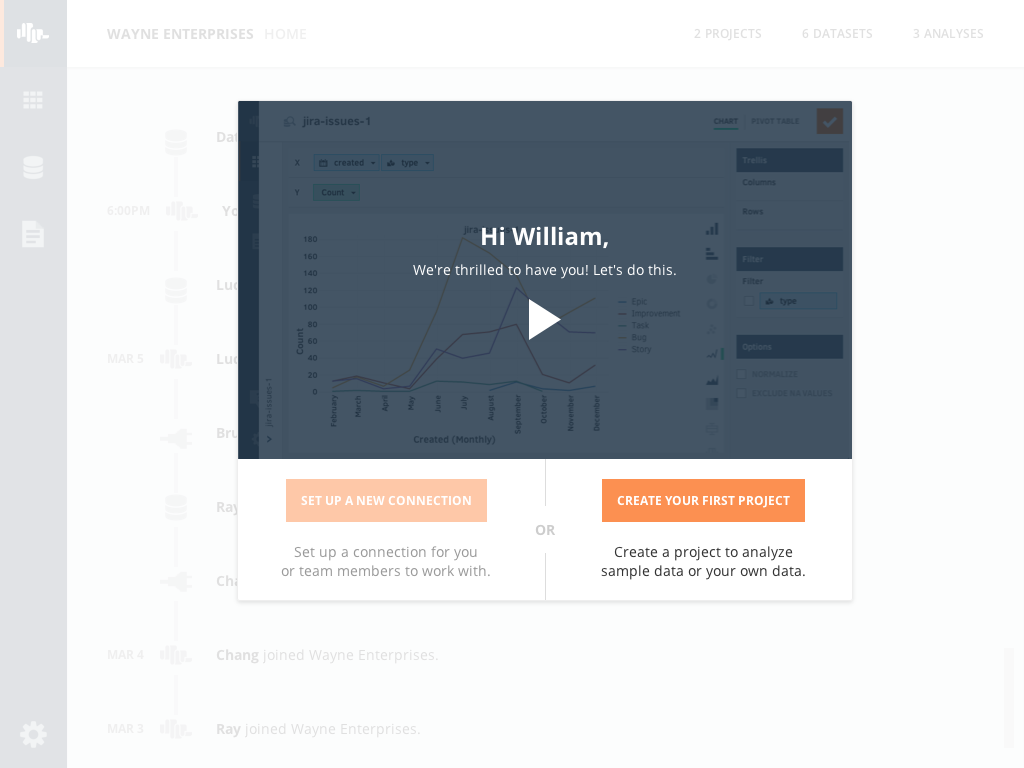 WAYNE ENTERPRISES HOME
2 PROJECTS
6 DATASETS
3 ANALYSES
Dat
6:00PM
Yo
Luc
MAR 5
Luc
Bru
Ray
Cha
MAR 4
Chang joined Wayne Enterprises.
MAR 3
Ray joined Wayne Enterprises.
jira-issues-1
CHART
PIVOT TABLE
X
created
type
Y
Count
Trellis
Columns
Rows
Filter
Filter
type
Options
NORMALIZE
EXCLUDE NA VALUES
Hi William,
We're thrilled to have you! Let's do this.
180
160
140
120
100
80
60
40
20
0
Count
Epic
Improvement
Task
Bug
Story
February
March
April
May
June
July
August
September
October
November
December
Created (Monthly)
jira-issues-1
SET UP A NEW CONNECTION
Set up a connection for you
or team members to work with.
OR
CREATE YOUR FIRST PROJECT
Create a project to analyze
sample data or your own data.